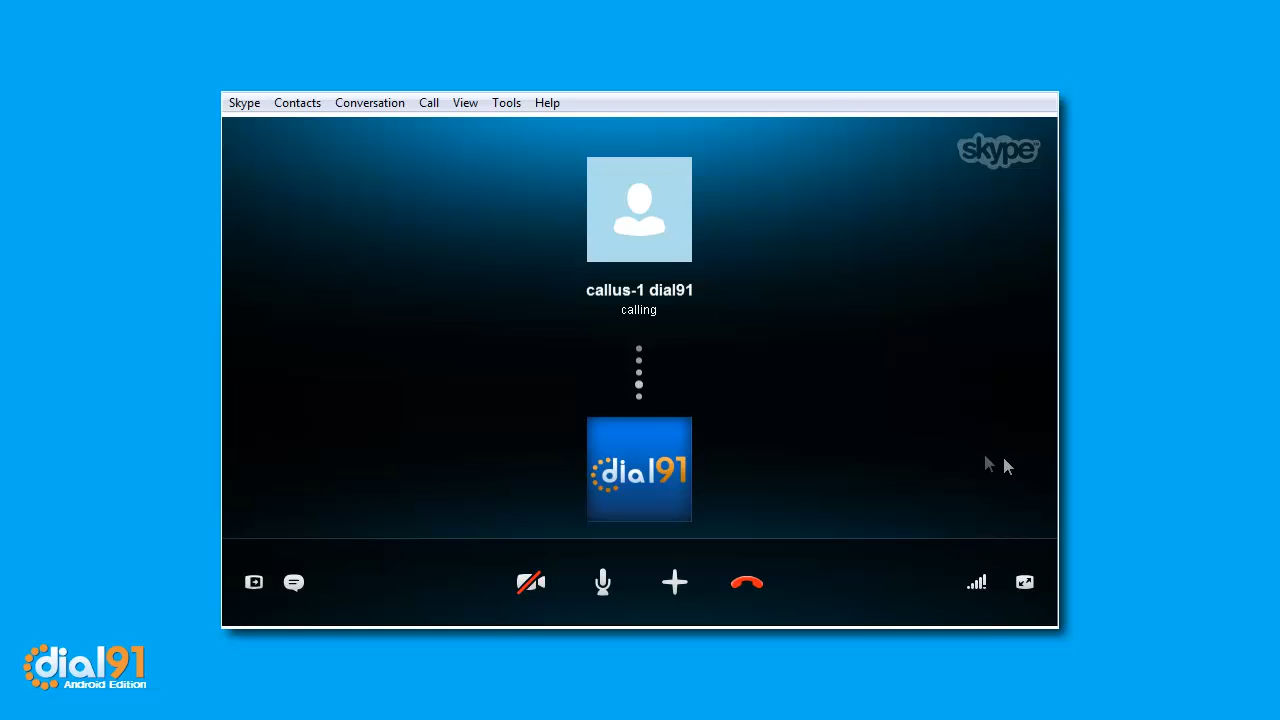 Skype Contacts Conversation Call View Tools Help
skype
callus-1 dial91
calling
dial91
dial91
Android Edition